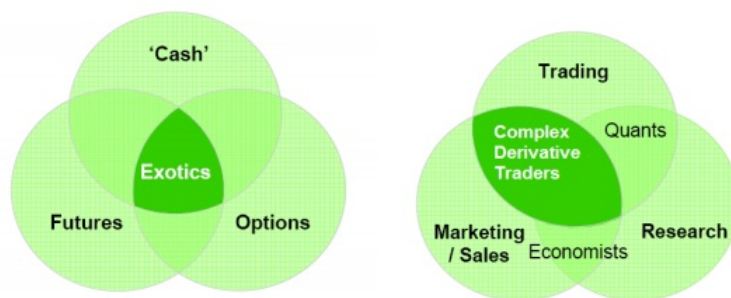 ‘Cash’
Exotics
Futures
Options
Trading
Complex
Derivative
Traders
Quants
Marketing
/ Sales
Economists
Research